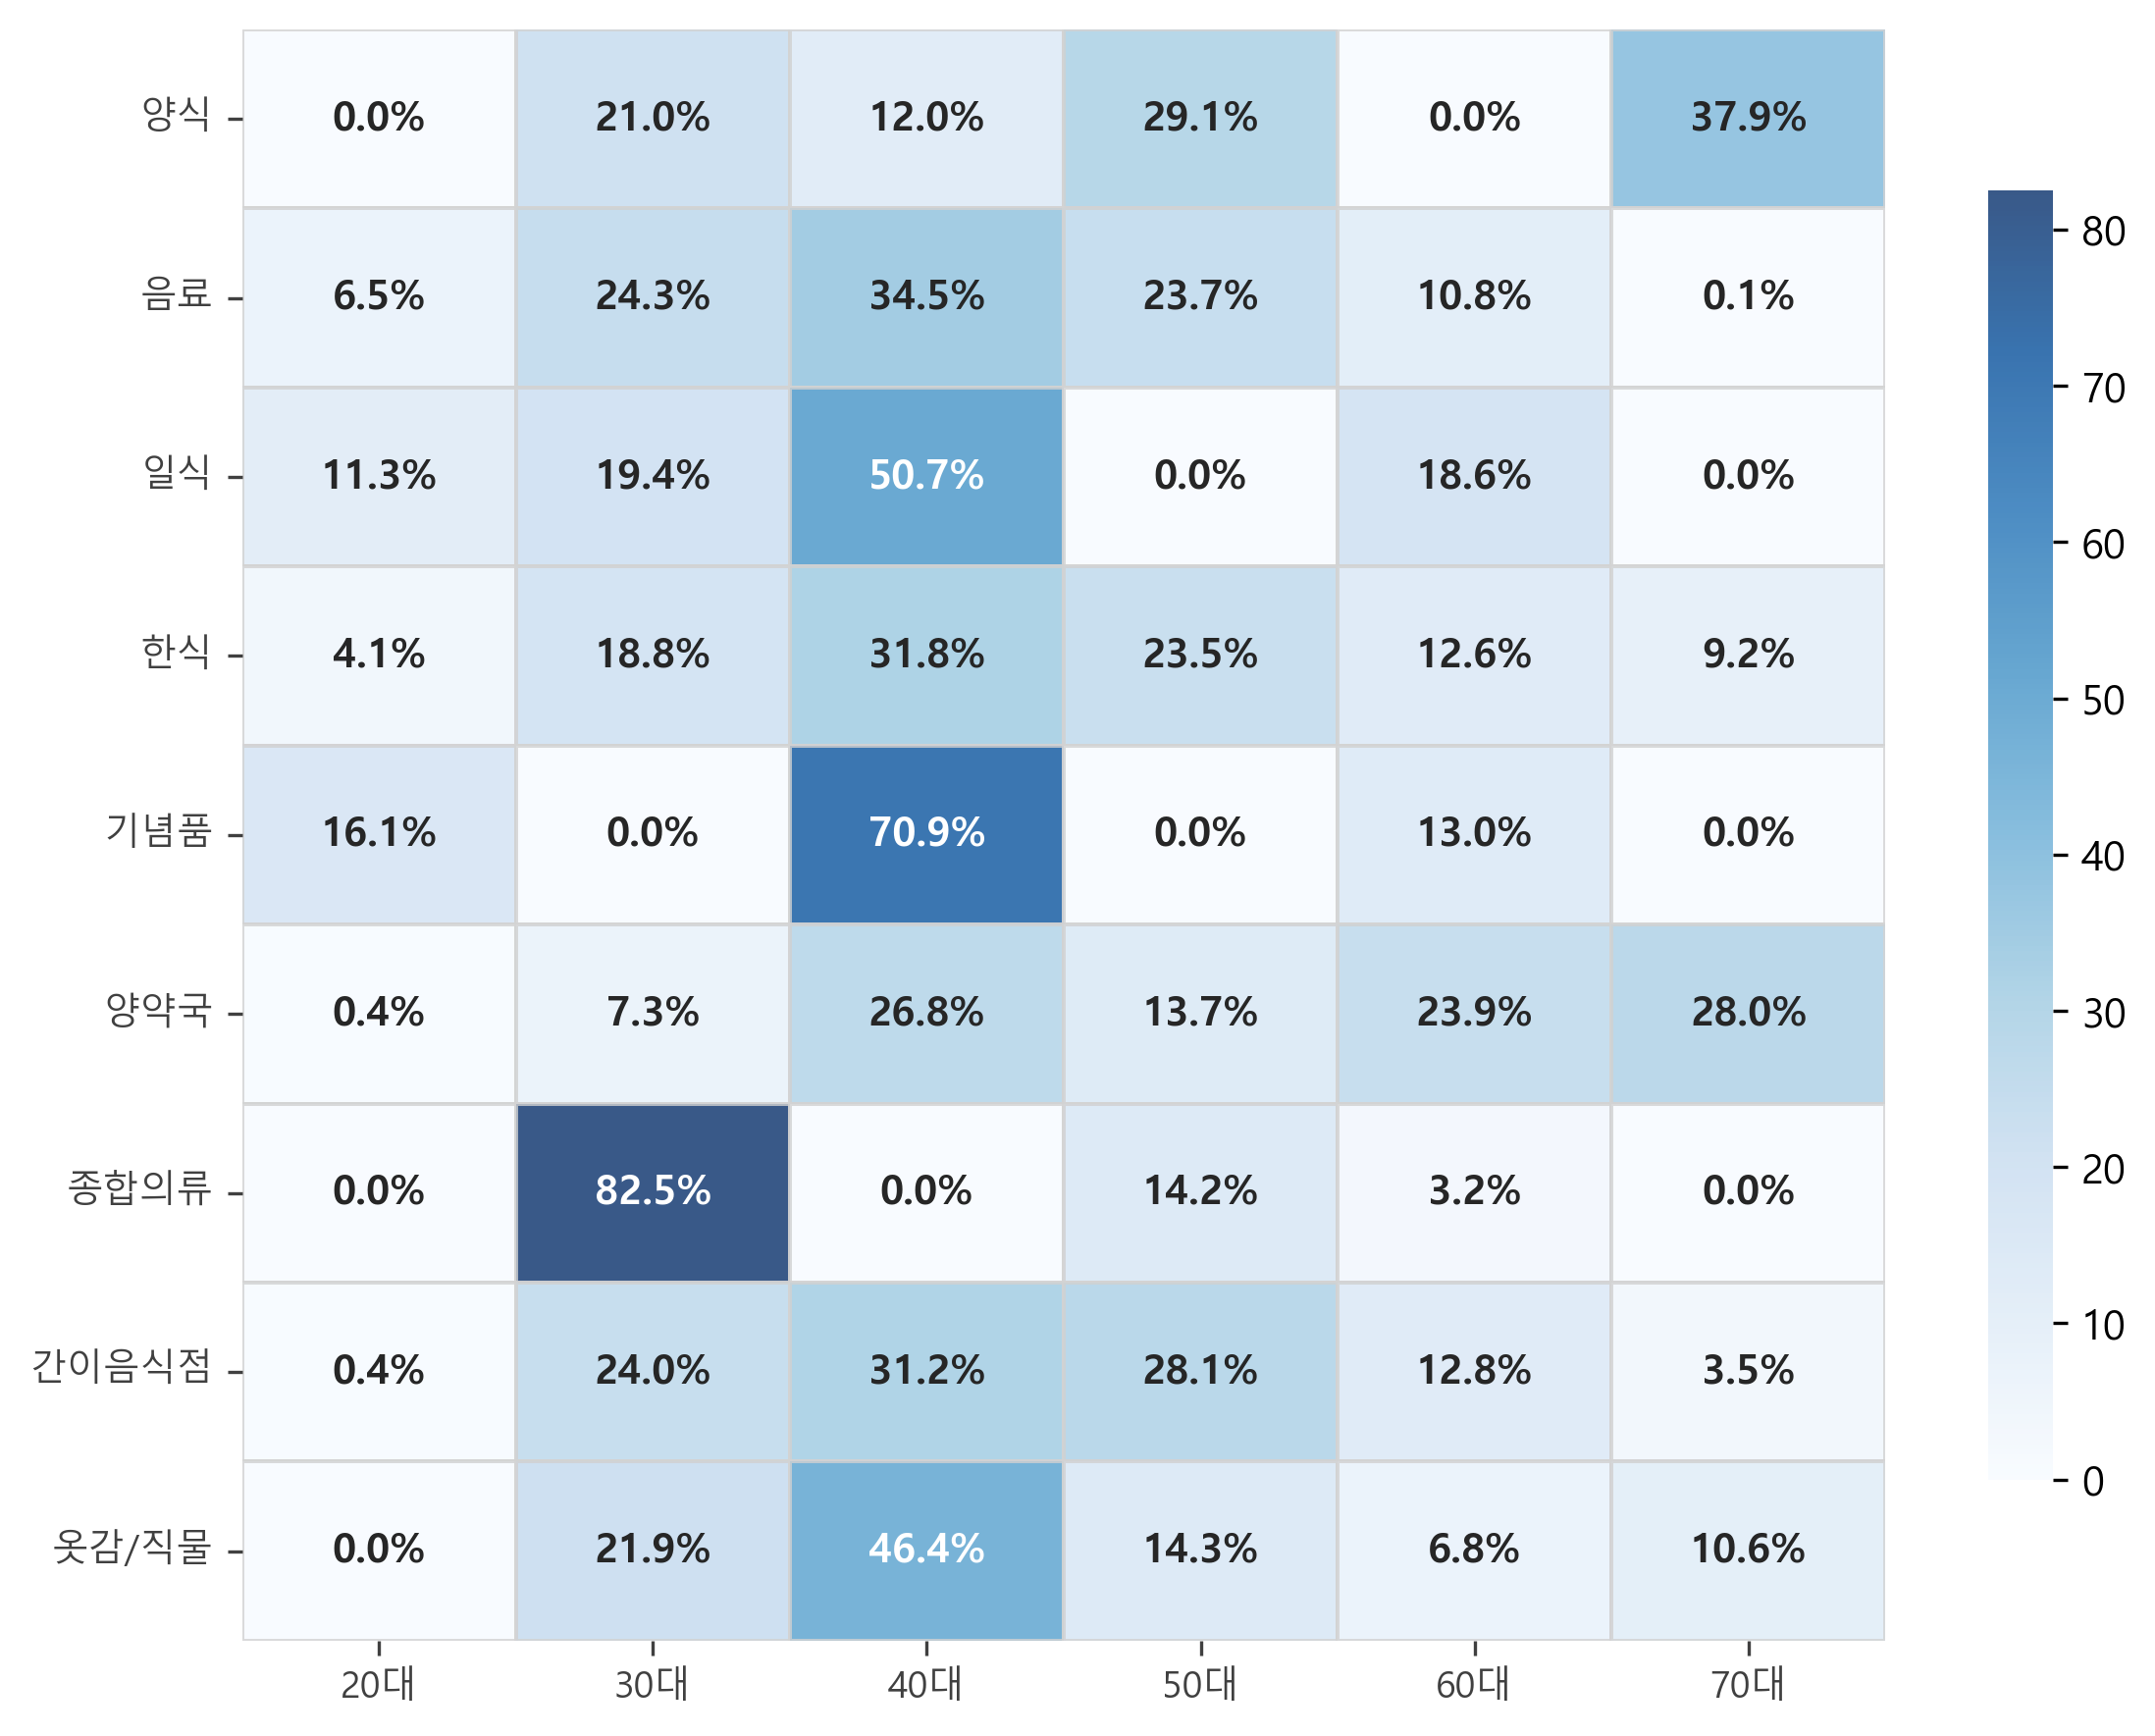 양식 0.0% 21.0% 12.0% 29.1% 0.0% 37.9%
음료 6.5% 24.3% 34.5% 23.7% 10.8% 0.1%
일식 11.3% 19.4% 50.7% 0.0% 18.6% 0.0%
한식 4.1% 18.8% 31.8% 23.5% 12.6% 9.2%
기념품 16.1% 0.0% 70.9% 0.0% 13.0% 0.0%
양약국 0.4% 7.3% 26.8% 13.7% 23.9% 28.0%
종합의류 0.0% 82.5% 0.0% 14.2% 3.2% 0.0%
간이음식점 0.4% 24.0% 31.2% 28.1% 12.8% 3.5%
옷감/직물 0.0% 21.9% 46.4% 14.3% 6.8% 10.6%
20대 30대 40대 50대 60대 70대
80
70
60
50
40
30
20
10
0